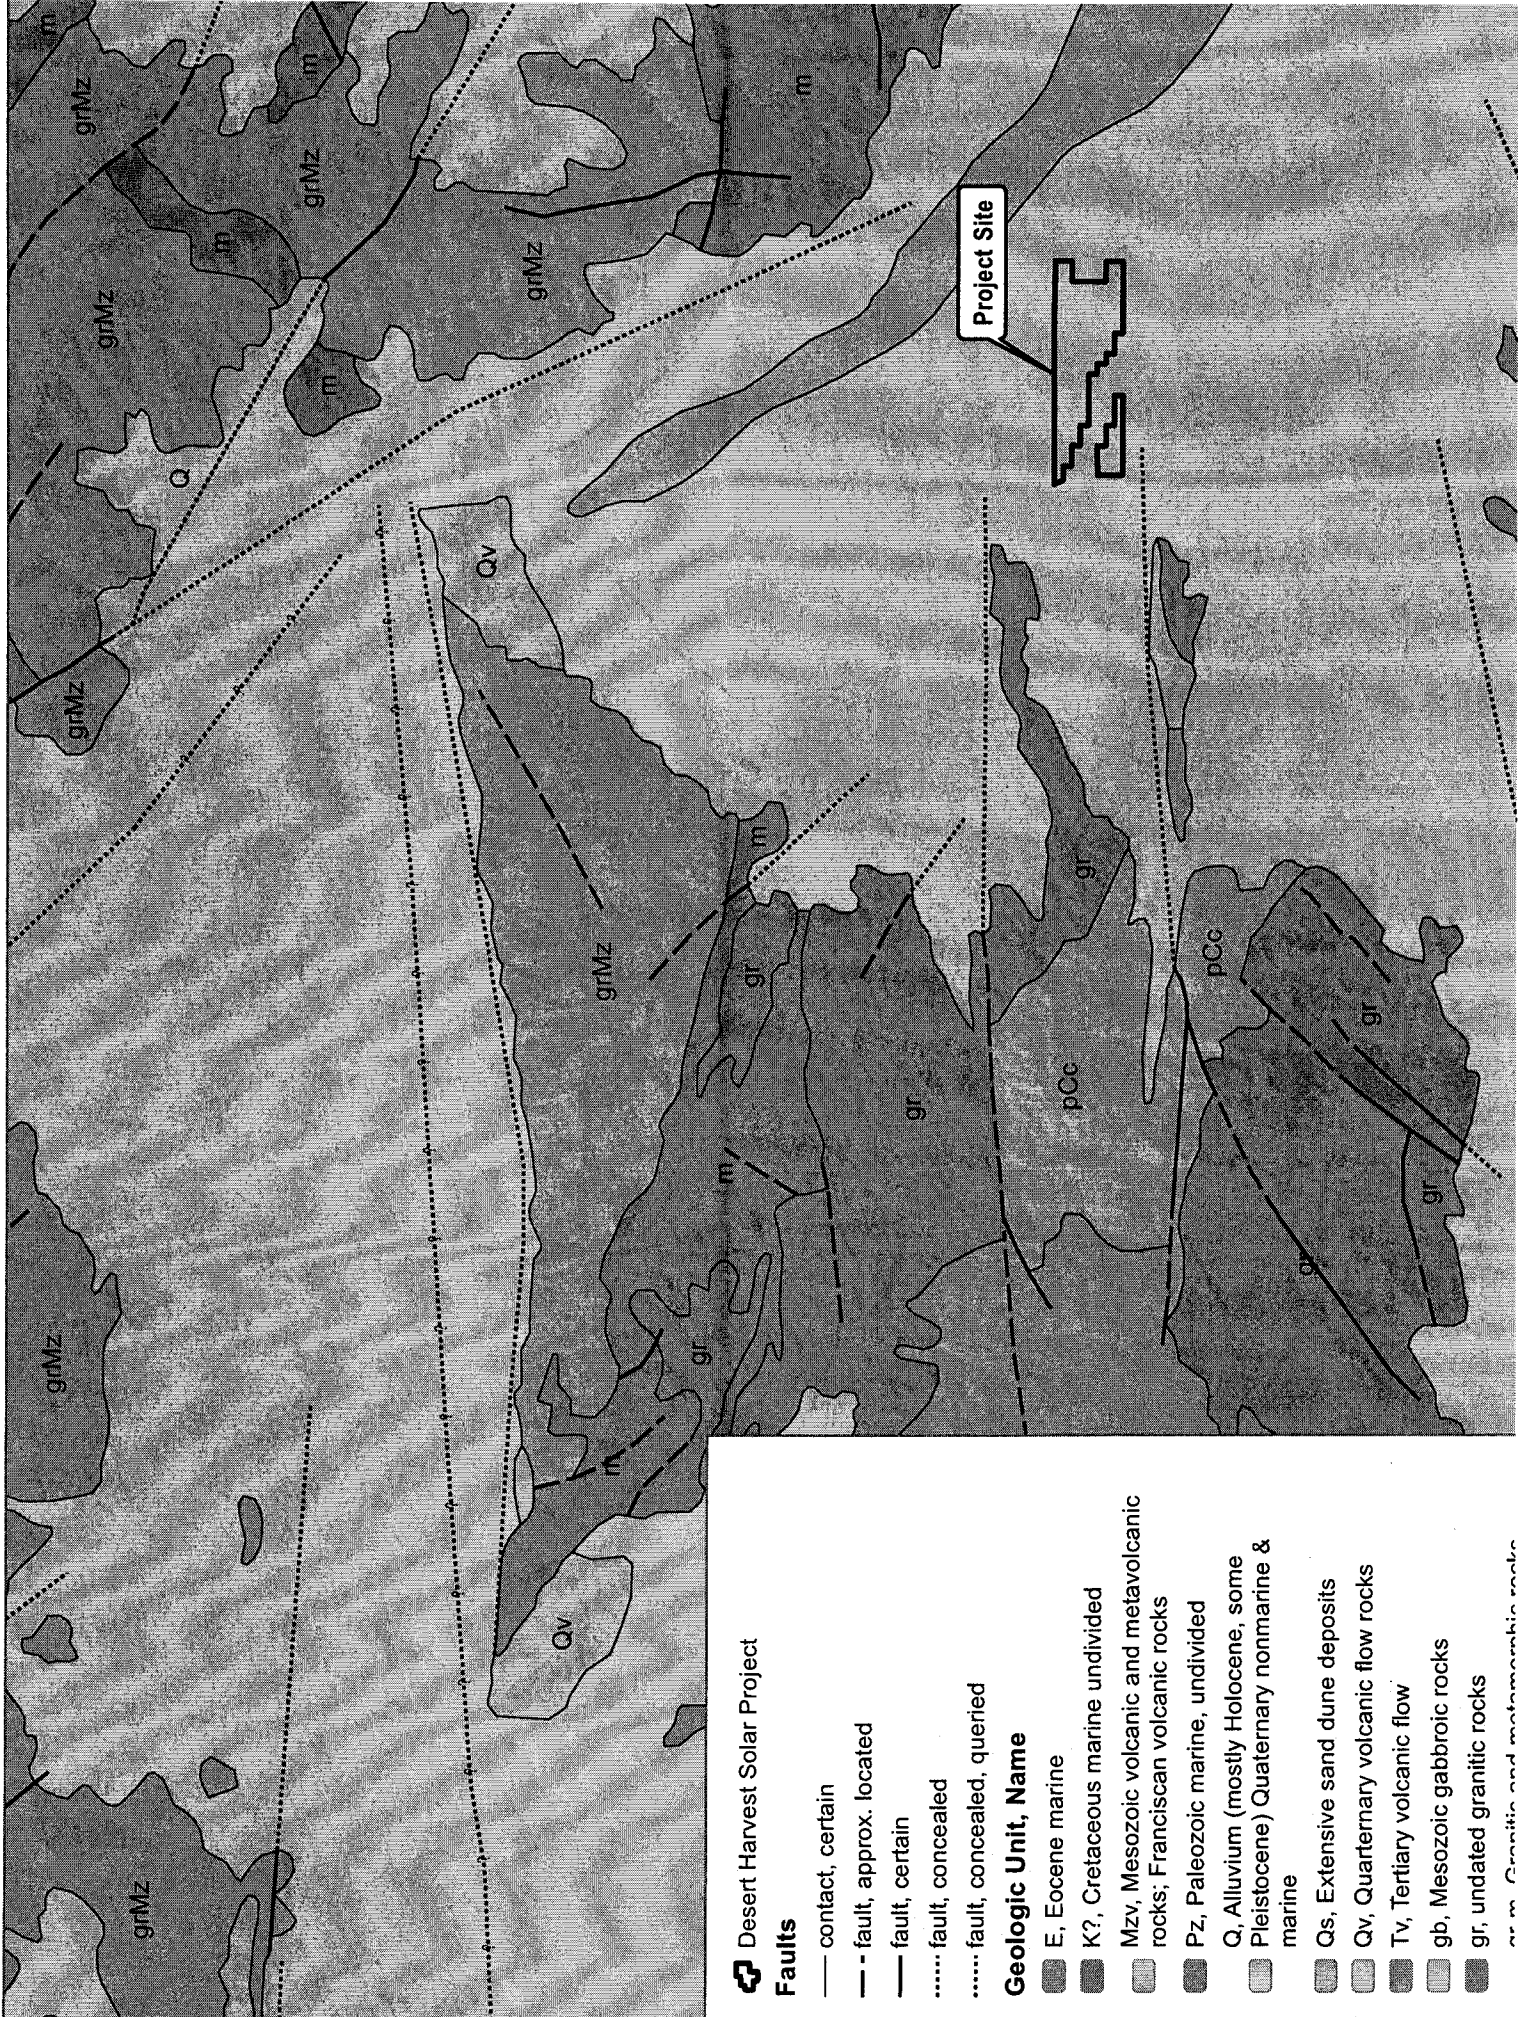 grMz
m
grMz
grMz
grMz
grMz
Q
m
grMz
m
m
Qv
grMz
Qv
grMz
m
gr
m
gr
m
m
gr
Project Site
pCc
gr
pCc
gr
gr
gr
Desert Harvest Solar Project
Faults
contact, certain
fault, approx. located
fault, certain
fault, concealed
fault, concealed, queried
Geologic Unit, Name
E, Eocene marine
K?, Cretaceous marine undivided
Mzv, Mesozoic volcanic and metavolcanic
rocks; Franciscan volcanic rocks
Pz, Paleozoic marine, undivided
Q, Alluvium (mostly Holocene, some
Pleistocene) Quaternary nonmarine &
marine
Qs, Extensive sand dune deposits
Qv, Quarternary volcanic flow rocks
Tv, Tertiary volcanic flow
gb, Mesozoic gabbroic rocks
gr, undated granitic rocks